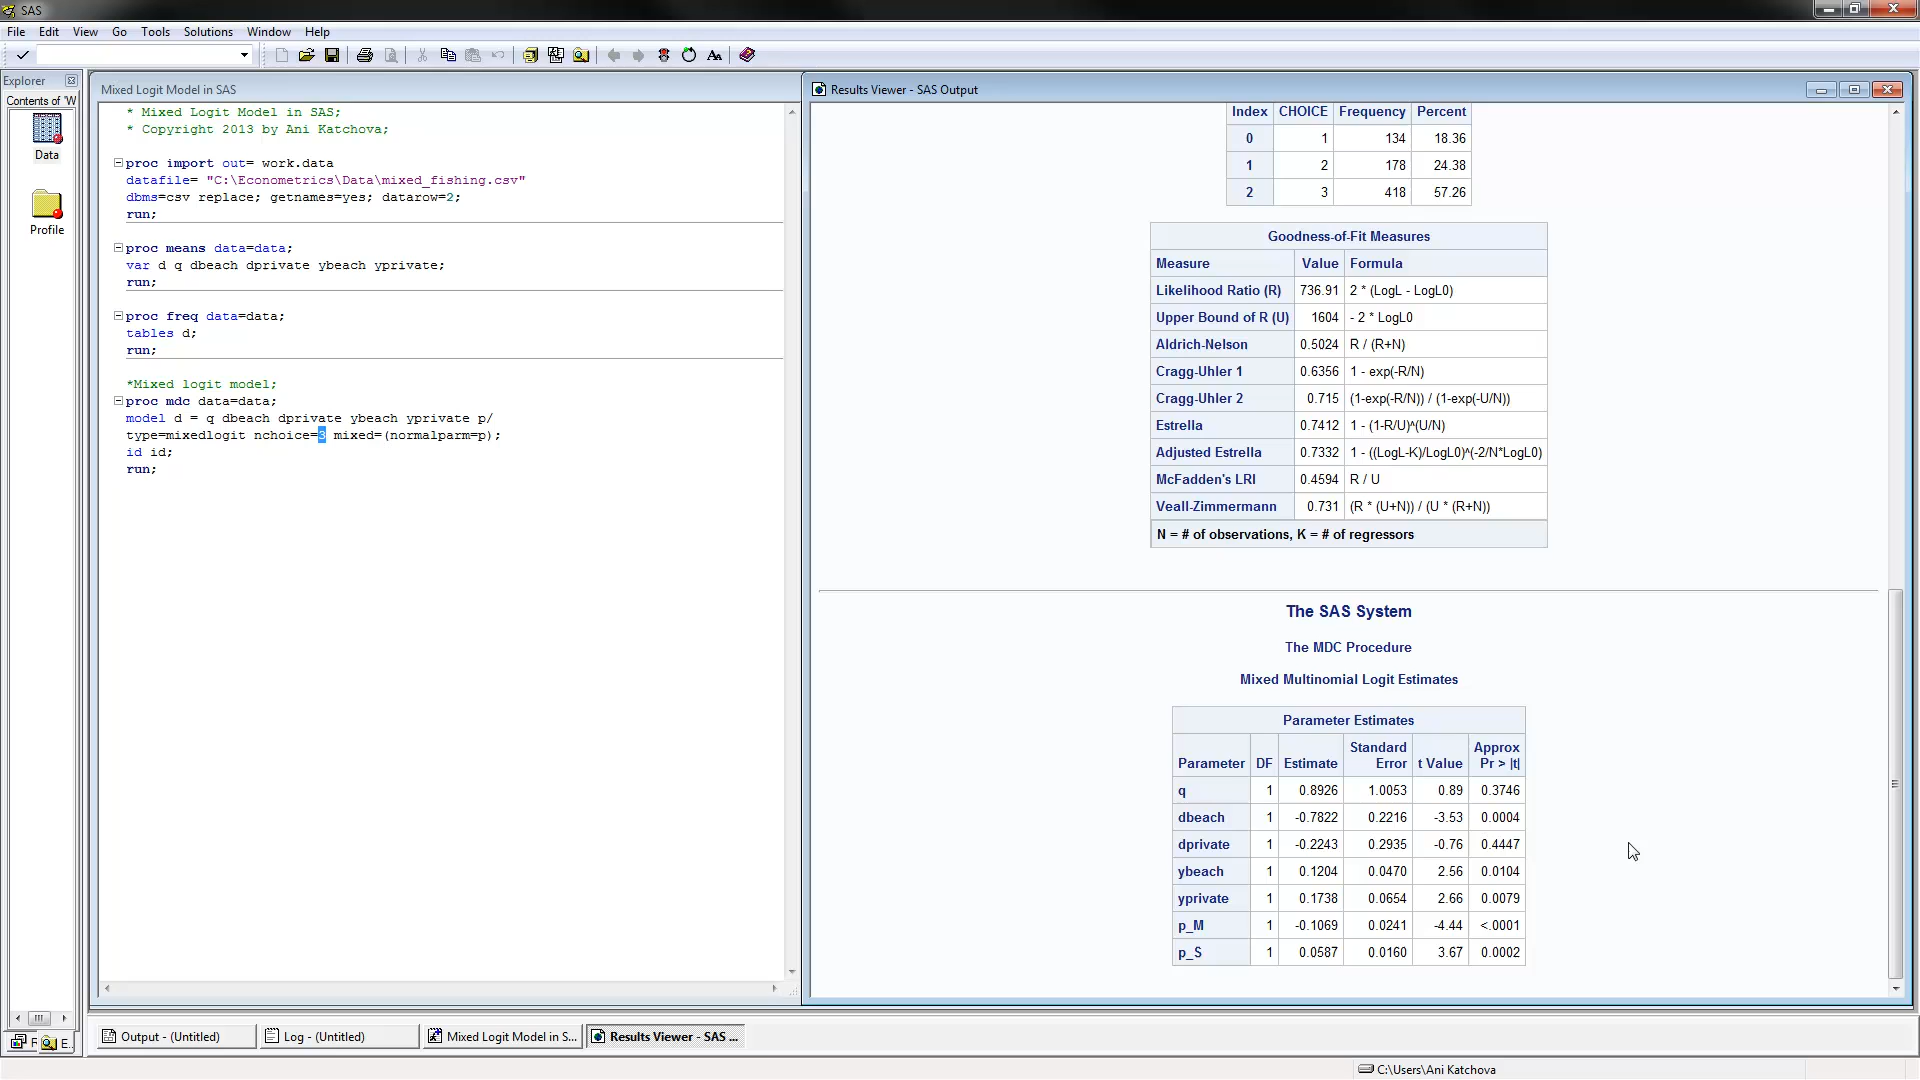 SAS
File Edit View Go Tools Solutions Window Help
Explorer
Contents of 'W
Data
Profile
Mixed Logit Model in SAS
* Mixed Logit Model in SAS;
* Copyright 2013 by Ani Katchova;
proc import out= work.data
datafile= "C:\Econometrics\Data\mixed_fishing.csv"
dbms=csv replace; getnames=yes; datarow=2;
run;
proc means data=data;
var d q dbeach dprivate ybeach yprivate;
run;
proc freq data=data;
tables d;
run;
*Mixed logit model;
proc mdc data=data;
model d = q dbeach dprivate ybeach yprivate p/
type=mixedlogit nchoice=3 mixed=(normalparm=p);
id id;
run;
Results Viewer - SAS Output
Index CHOICE Frequency Percent
0 1 134 18.36
1 2 178 24.38
2 3 418 57.26
Goodness-of-Fit Measures
Measure Value Formula
Likelihood Ratio (R) 736.91 2 * (LogL - LogL0)
Upper Bound of R (U) 1604 - 2 * LogL0
Aldrich-Nelson 0.5024 R / (R+N)
Cragg-Uhler 1 0.6356 1 - exp(-R/N)
Cragg-Uhler 2 0.715 (1-exp(-R/N)) / (1-exp(-U/N))
Estrella 0.7412 1 - (1-R/U)^(U/N)
Adjusted Estrella 0.7332 1 - ((LogL-K)/LogL0)^(-2/N*LogL0)
McFadden's LRI 0.4594 R / U
Veall-Zimmermann 0.731 (R * (U+N)) / (U * (R+N))
N = # of observations, K = # of regressors
The SAS System
The MDC Procedure
Mixed Multinomial Logit Estimates
Parameter Estimates
Parameter DF Estimate Standard Error t Value Approx Pr > |t|
q 1 0.8926 1.0053 0.89 0.3746
dbeach 1 -0.7822 0.2216 -3.53 0.0004
dprivate 1 -0.2243 0.2935 -0.76 0.4447
ybeach 1 0.1204 0.0470 2.56 0.0104
yprivate 1 0.1738 0.0654 2.66 0.0079
p_M 1 -0.1069 0.0241 -4.44 <.0001
p_S 1 0.0587 0.0160 3.67 0.0002
R E..
Output - (Untitled) Log - (Untitled) Mixed Logit Model in S... Results Viewer - SAS ...
C:\Users\Ani Katchova